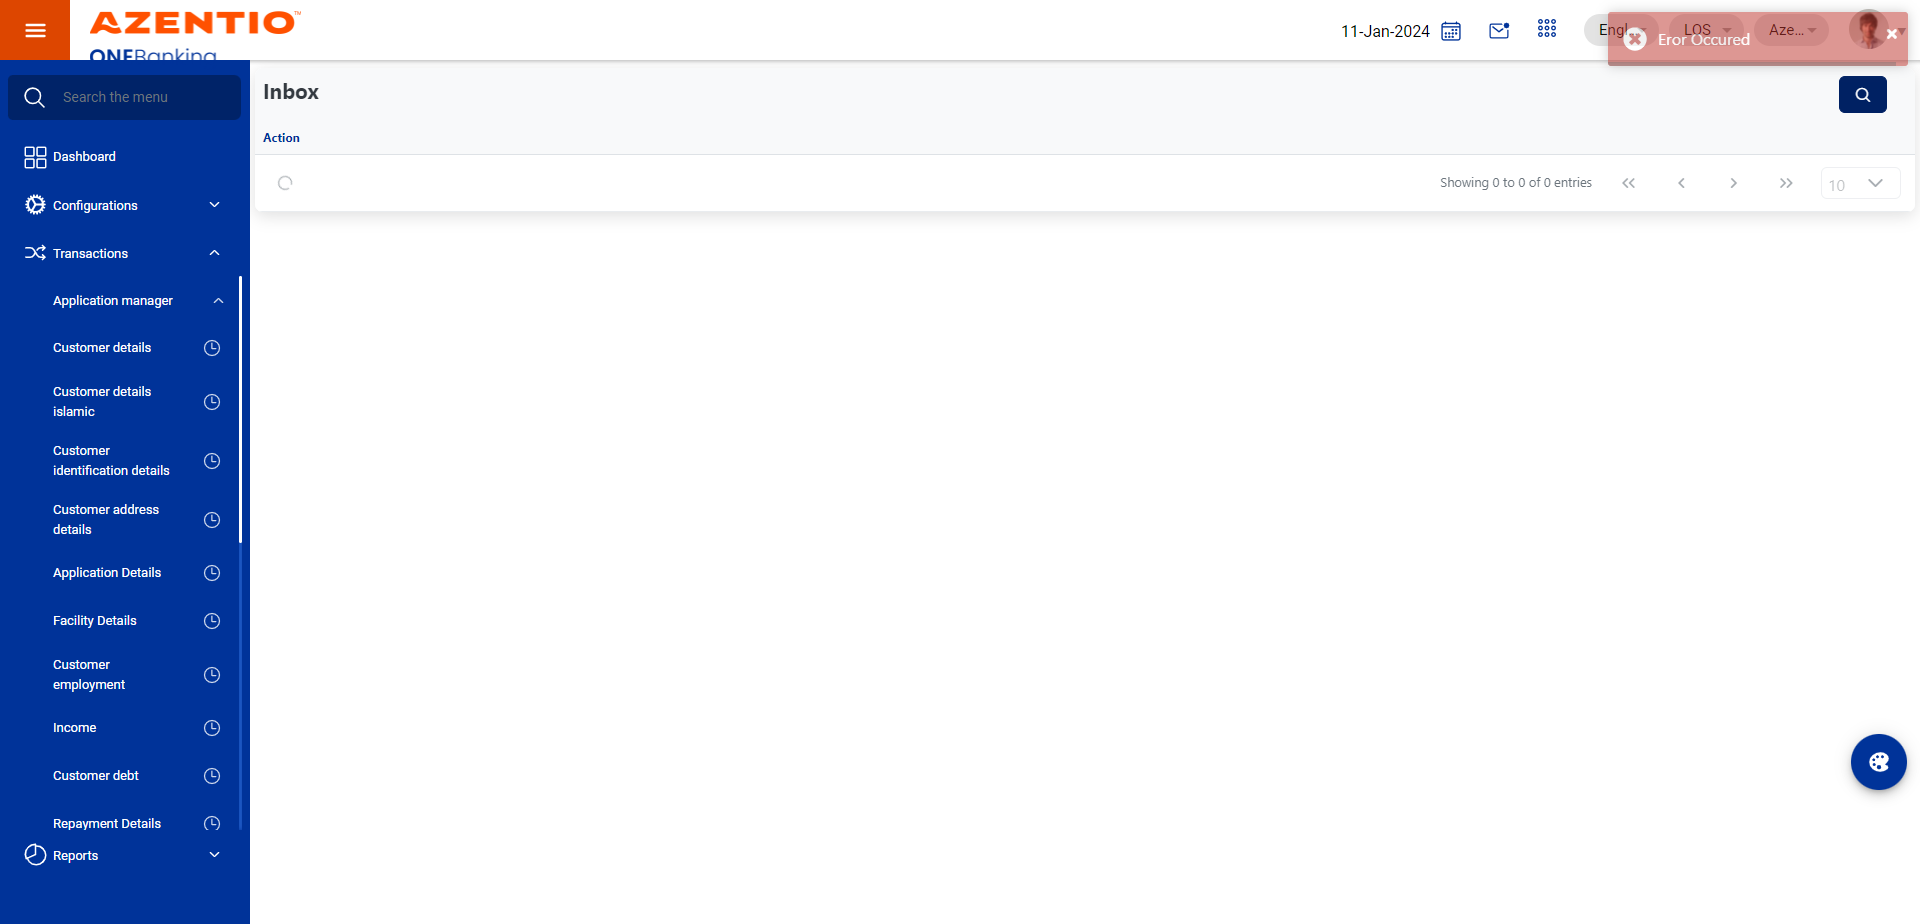 AZENTIO™
ONEBanking
11-Jan-2024
Engl
LOS
Aze...
Eror Occured
Search the menu
Dashboard
Configurations
Transactions
Application manager
Customer details
Customer details
islamic
Customer
identification details
Customer address
details
Application Details
Facility Details
Customer
employment
Income
Customer debt
Repayment Details
Reports
Inbox
Action
Showing 0 to 0 of 0 entries
10